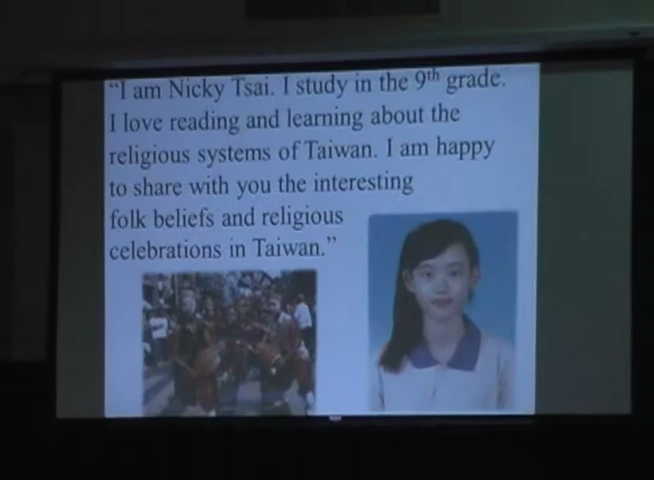 “I am Nicky Tsai. I study in the 9th grade.
I love reading and learning about the
religious systems of Taiwan. I am happy
to share with you the interesting
folk beliefs and religious
celebrations in Taiwan.”